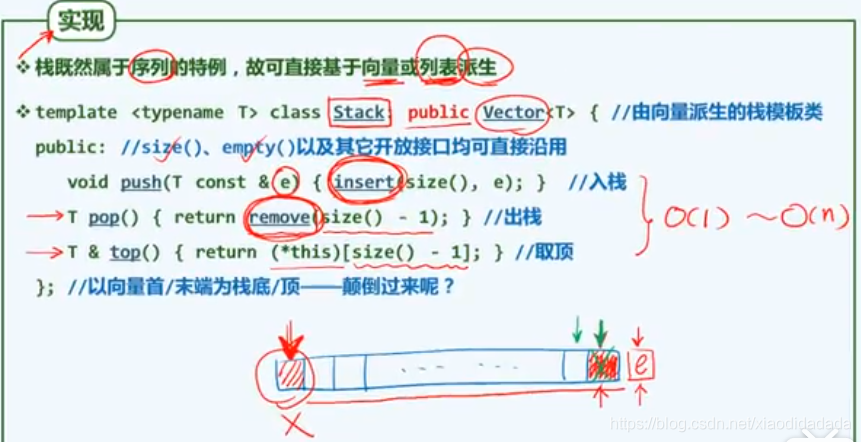 实现
❖栈既然属于序列的特例，故可直接基于向量或列表派生
❖template <typename T> class Stack: public Vector<T> { //由向量派生的栈模板类
public: //size()、empty()以及其它开放接口均可直接沿用
void push(T const & e) { insert(size(), e); } //入栈
T pop() { return remove(size() - 1); } //出栈
T & top() { return (*this)[size() - 1]; } //取顶
O(1) ~ O(n)
}; //以向量首/末端为栈底/顶——颠倒过来呢？
e
X
https://blog.csdn.net/xiaodidadada